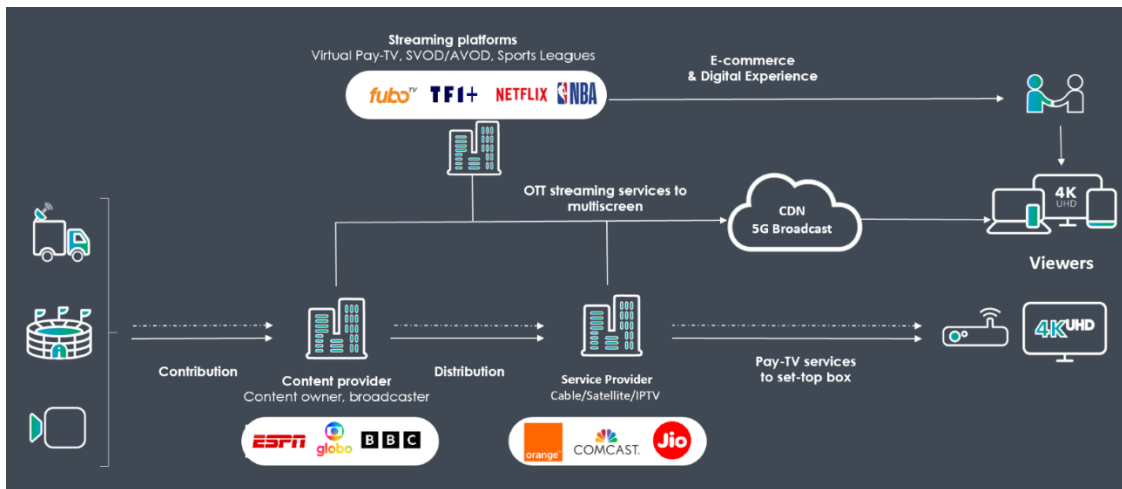 Streaming platforms
Virtual Pay-TV, SVOD/AVOD, Sports Leagues
fuboTV TF1+ NETFLIX NBA
E-commerce
& Digital Experience
OTT streaming services to
multiscreen
CDN
5G Broadcast
4K
UHD
Viewers
4K UHD
Contribution
Content provider
Content owner, broadcaster
Distribution
Service Provider
Cable/Satellite/IPTV
Pay-TV services
to set-top box
ESPN globo BBC
orange COMCAST. Jio